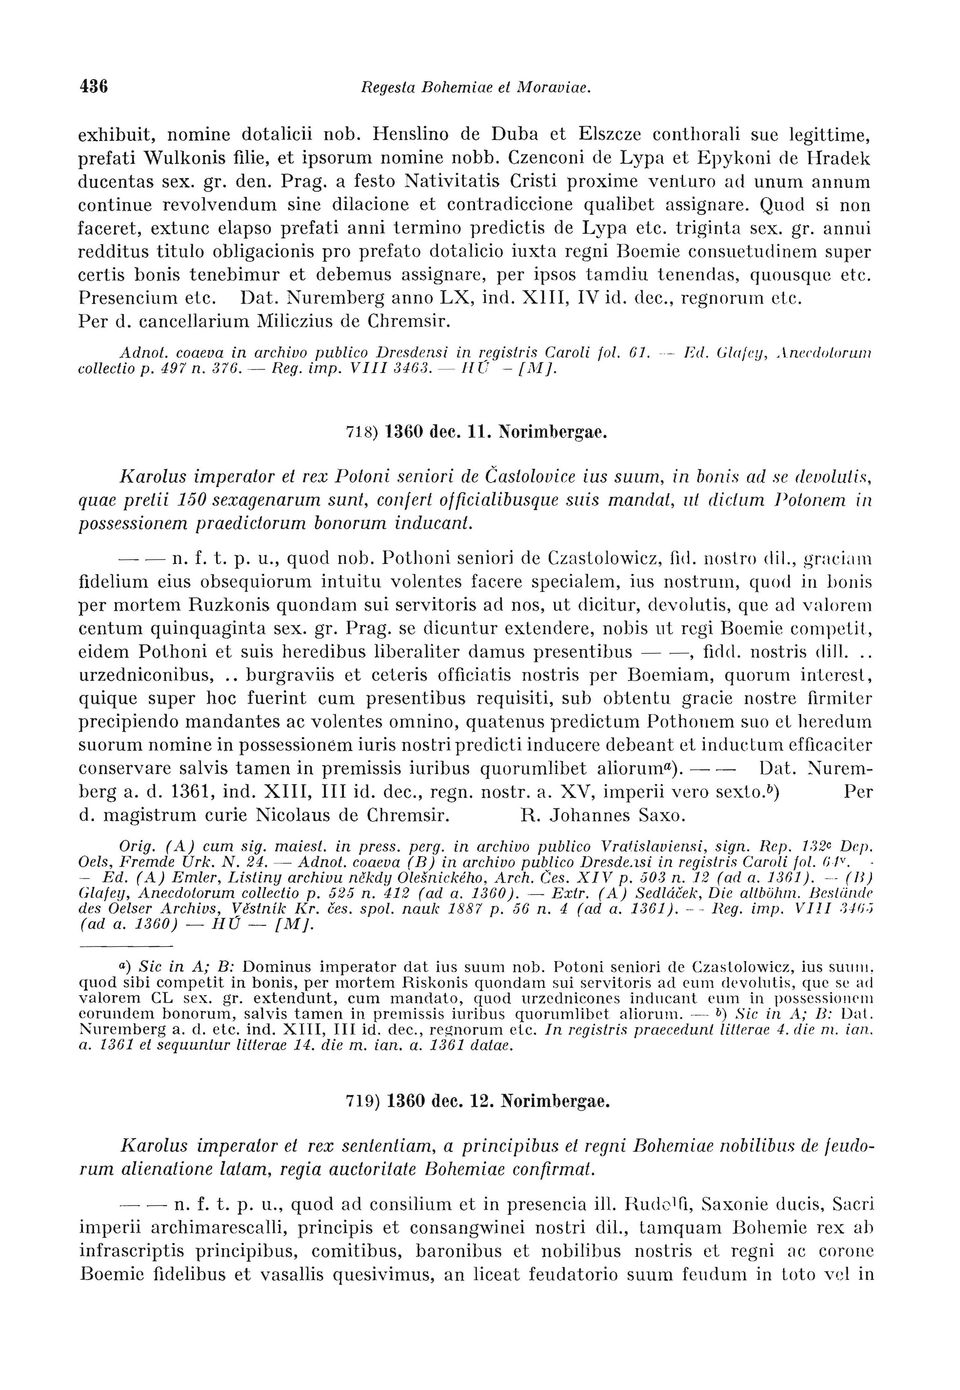 436 Regesta Bohemiae et Moraviae.
exhibuit, nomine dotalicii nob. Henslino de Duba et Elszcze conthorali sue legittime,
prefati Wulkonis filie, et ipsorum nomine nobb. Czenconi de Lypa et Epykoni de Hradek
ducentas sex. gr. den. Prag. a festo Nativitatis Cristi proxime venturo ad unum annum
continue revolvendum sine dilacione et contradiccione qualibet assignare. Quod si non
faceret, extunc elapso prefati anni termino predictis de Lypa etc. triginta sex. gr. annui
redditus titulo obligacionis pro prefato dotalicio iuxta regni Boemie consuetudinem super
certis bonis tenebimur et debemus assignare, per ipsos tamdiu tenendas, quousque etc.
Presencium etc. Dat. Nuremberg anno LX, ind. XIII, IV id. dec., regnorum etc.
Per d. cancellarium Miliczius de Chremsir.
Adnot. coaeva in archivo publico Dresdensi in registris Caroli fol. 61. — Ed. Glafey, Anecdotorum
collectio p. 497 n. 376. — Reg. imp. VIII 3463. — HÚ — [M].
718) 1360 dec. 11. Norimbergae.
Karolus imperator et rex Potoni seniori de Častolovice ius suum, in bonis ad se devolutis,
quae pretii 150 sexagenarum sunt, confert officialibusque suis mandat, ut dictum Potonem in
possessionem praedictorum bonorum inducant.
— — n. f. t. p. u., quod nob. Pothoni seniori de Czastolowicz, fid. nostro dil., graciam
fidelium eius obsequiorum intuitu volentes facere specialem, ius nostrum, quod in bonis
per mortem Ruzkonis quondam sui servitoris ad nos, ut dicitur, devolutis, que ad valorem
centum quinquaginta sex. gr. Prag. se dicuntur extendere, nobis ut regi Boemie competit,
eidem Pothoni et suis heredibus liberaliter damus presentibus — —, fidd. nostris dill. ..
urzedniconibus, .. burgraviis et ceteris officiatis nostris per Boemiam, quorum interest,
quique super hoc fuerint cum presentibus requisiti, sub obtentu gracie nostre firmiter
precipiendo mandantes ac volentes omnino, quatenus predictum Pothonem suo et heredum
suorum nomine in possessionem iuris nostri predicti inducere debeant et inductum efficaciter
conservare salvis tamen in premissis iuribus quorumlibet aliorumᵃ). — — Dat. Nurem-
berg a. d. 1361, ind. XIII, III id. dec., regn. nostr. a. XV, imperii vero sexto.ᵇ) Per
d. magistrum curie Nicolaus de Chremsir. R. Johannes Saxo.
Orig. (A) cum sig. maiest. in press. perg. in archivo publico Vratislaviensi, sign. Rep. 132ᶜ Dep.
Oels, Fremde Urk. N. 24. — Adnot. coaeva (B) in archivo publico Dresdensi in registris Caroli fol. 61ᵛ. -
– Ed. (A) Emler, Listiny archivu někdy Olešnického, Arch. Čes. XIV p. 503 n. 12 (ad a. 1361). — (B)
Glafey, Anecdotorum collectio p. 525 n. 412 (ad a. 1360). — Extr. (A) Sedláček, Die altböhm. Bestände
des Oelser Archivs, Věstník Kr. čes. spol. nauk 1887 p. 56 n. 4 (ad a. 1361). — Reg. imp. VIII 3465
(ad a. 1360) — HÚ — [M].
ᵃ) Sic in A; B: Dominus imperator dat ius suum nob. Potoni seniori de Czastolowicz, ius suum,
quod sibi competit in bonis, per mortem Riskonis quondam sui servitoris ad eum devolutis, que se ad
valorem CL sex. gr. extendunt, cum mandato, quod urzednicones inducant eum in possessionem
eorundem bonorum, salvis tamen in premissis iuribus quorumlibet aliorum. — ᵇ) Sic in A; B: Dat.
Nuremberg a. d. etc. ind. XIII, III id. dec., regnorum etc. In registris praecedunt litterae 4. die m. ian.
a. 1361 et sequuntur litterae 14. die m. ian. a. 1361 datae.
719) 1360 dec. 12. Norimbergae.
Karolus imperator et rex sententiam, a principibus et regni Bohemiae nobilibus de feudo-
rum alienatione latam, regia auctoritate Bohemiae confirmat.
— — n. f. t. p. u., quod ad consilium et in presencia ill. Rudolfi, Saxonie ducis, Sacri
imperii archimarescalli, principis et consangwinei nostri dil., tamquam Bohemie rex ab
infrascriptis principibus, comitibus, baronibus et nobilibus nostris et regni ac corone
Boemie fidelibus et vasallis quesivimus, an liceat feudatorio suum feudum in toto vel in